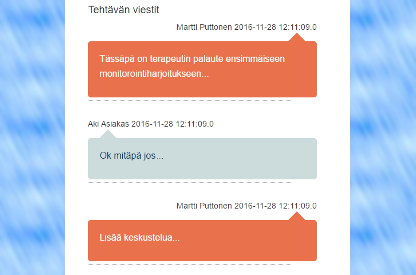 Tehtävän viestit
Martti Puttonen 2016-11-28 12:11:09.0
Tässäpä on terapeutin palaute ensimmäiseen
monitorointiharjoitukseen...
Aki Asiakas 2016-11-28 12:11:09.0
Ok mitäpä jos...
Martti Puttonen 2016-11-28 12:11:09.0
Lisää keskustelua...